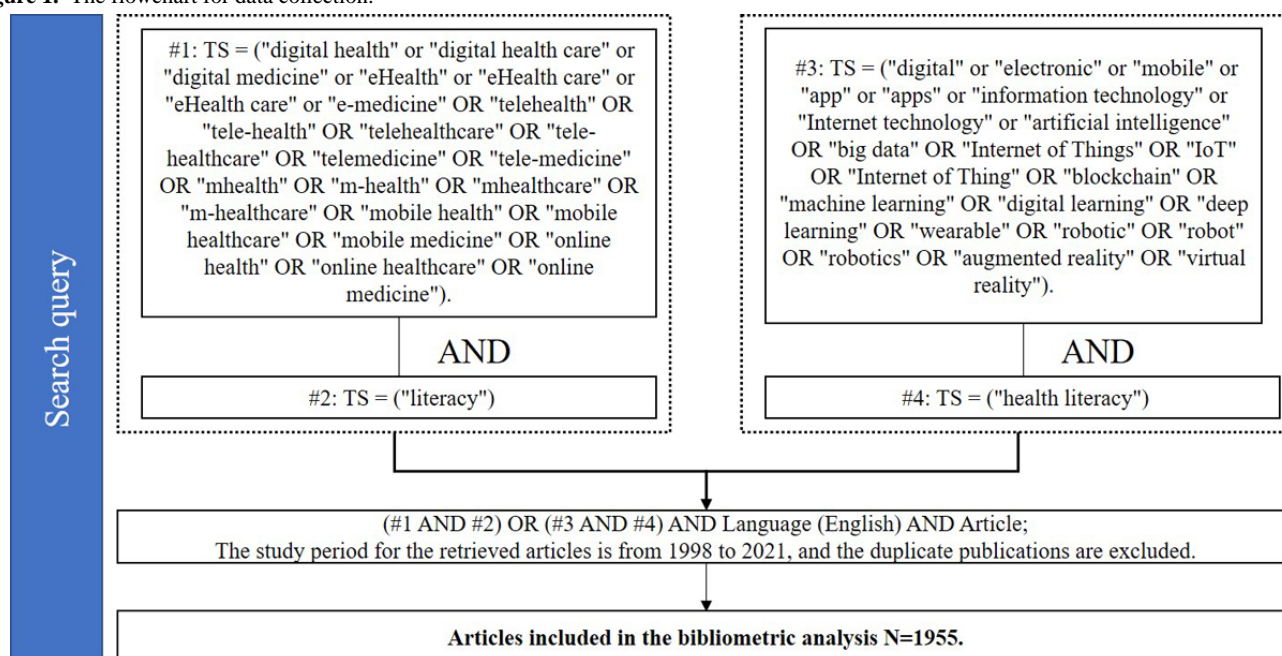 Figure 1. The flowchart for data collection.
Search query
#1: TS = ("digital health" or "digital health care" or
"digital medicine" or "eHealth" or "eHealth care" or
"eHealth care" or "e-medicine" OR "telehealth" OR
"tele-health" OR "telehealthcare" OR "tele-
healthcare" OR "telemedicine" OR "tele-medicine"
OR "mhealth" OR "m-health" OR "mhealthcare" OR
"m-healthcare" OR "mobile health" OR "mobile
healthcare" OR "mobile medicine" OR "online
health" OR "online healthcare" OR "online
medicine").
AND
#2: TS = ("literacy")
#3: TS = ("digital" or "electronic" or "mobile" or
"app" or "apps" or "information technology" or
"Internet technology" or "artificial intelligence"
OR "big data" OR "Internet of Things" OR "IoT"
OR "Internet of Thing" OR "blockchain" OR
"machine learning" OR "digital learning" OR "deep
learning" OR "wearable" OR "robotic" OR "robot"
OR "robotics" OR "augmented reality" OR "virtual
reality").
AND
#4: TS = ("health literacy")
(#1 AND #2) OR (#3 AND #4) AND Language (English) AND Article;
The study period for the retrieved articles is from 1998 to 2021, and the duplicate publications are excluded.
Articles included in the bibliometric analysis N=1955.